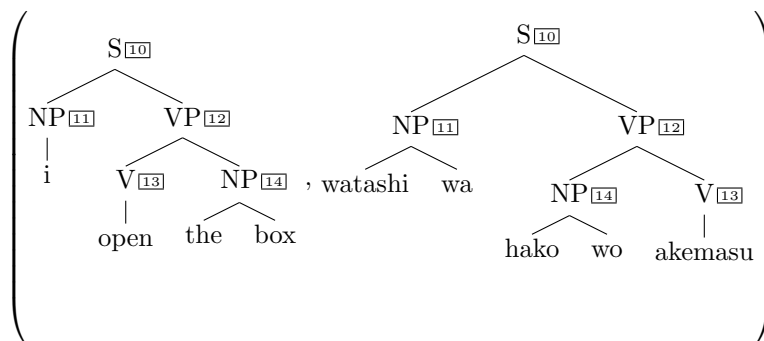 S10 S10
NP11 VP12 NP11 VP12
i V13 NP14 , watashi wa NP14 V13
open the box hako wo akemasu